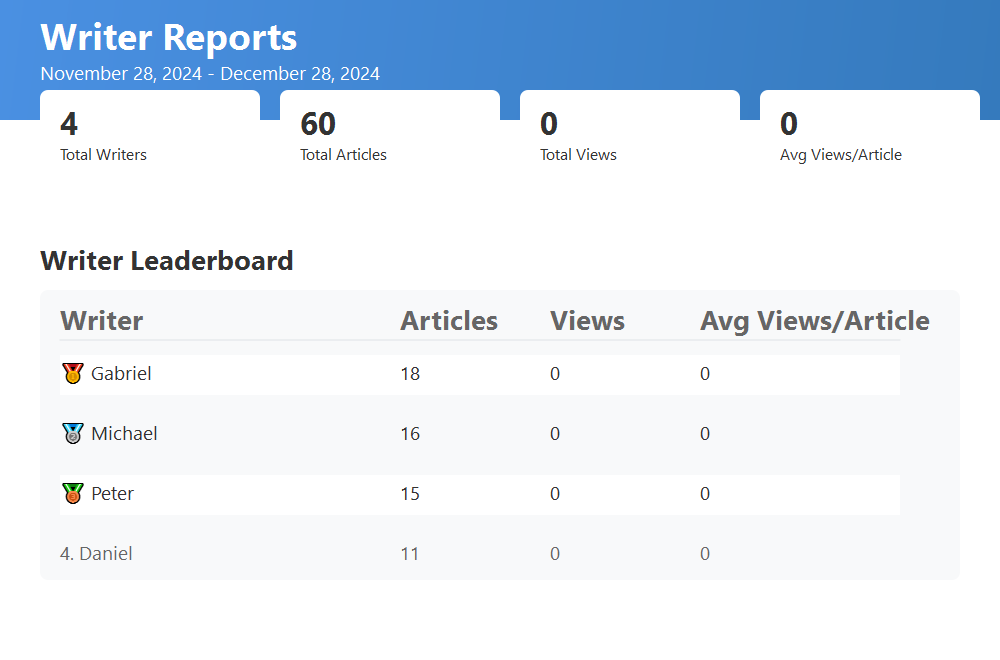 Writer Reports
November 28, 2024 - December 28, 2024
4
Total Writers
60
Total Articles
0
Total Views
0
Avg Views/Article
Writer Leaderboard
Writer Articles Views Avg Views/Article
🥇 Gabriel 18 0 0
🥈 Michael 16 0 0
🥉 Peter 15 0 0
4. Daniel 11 0 0